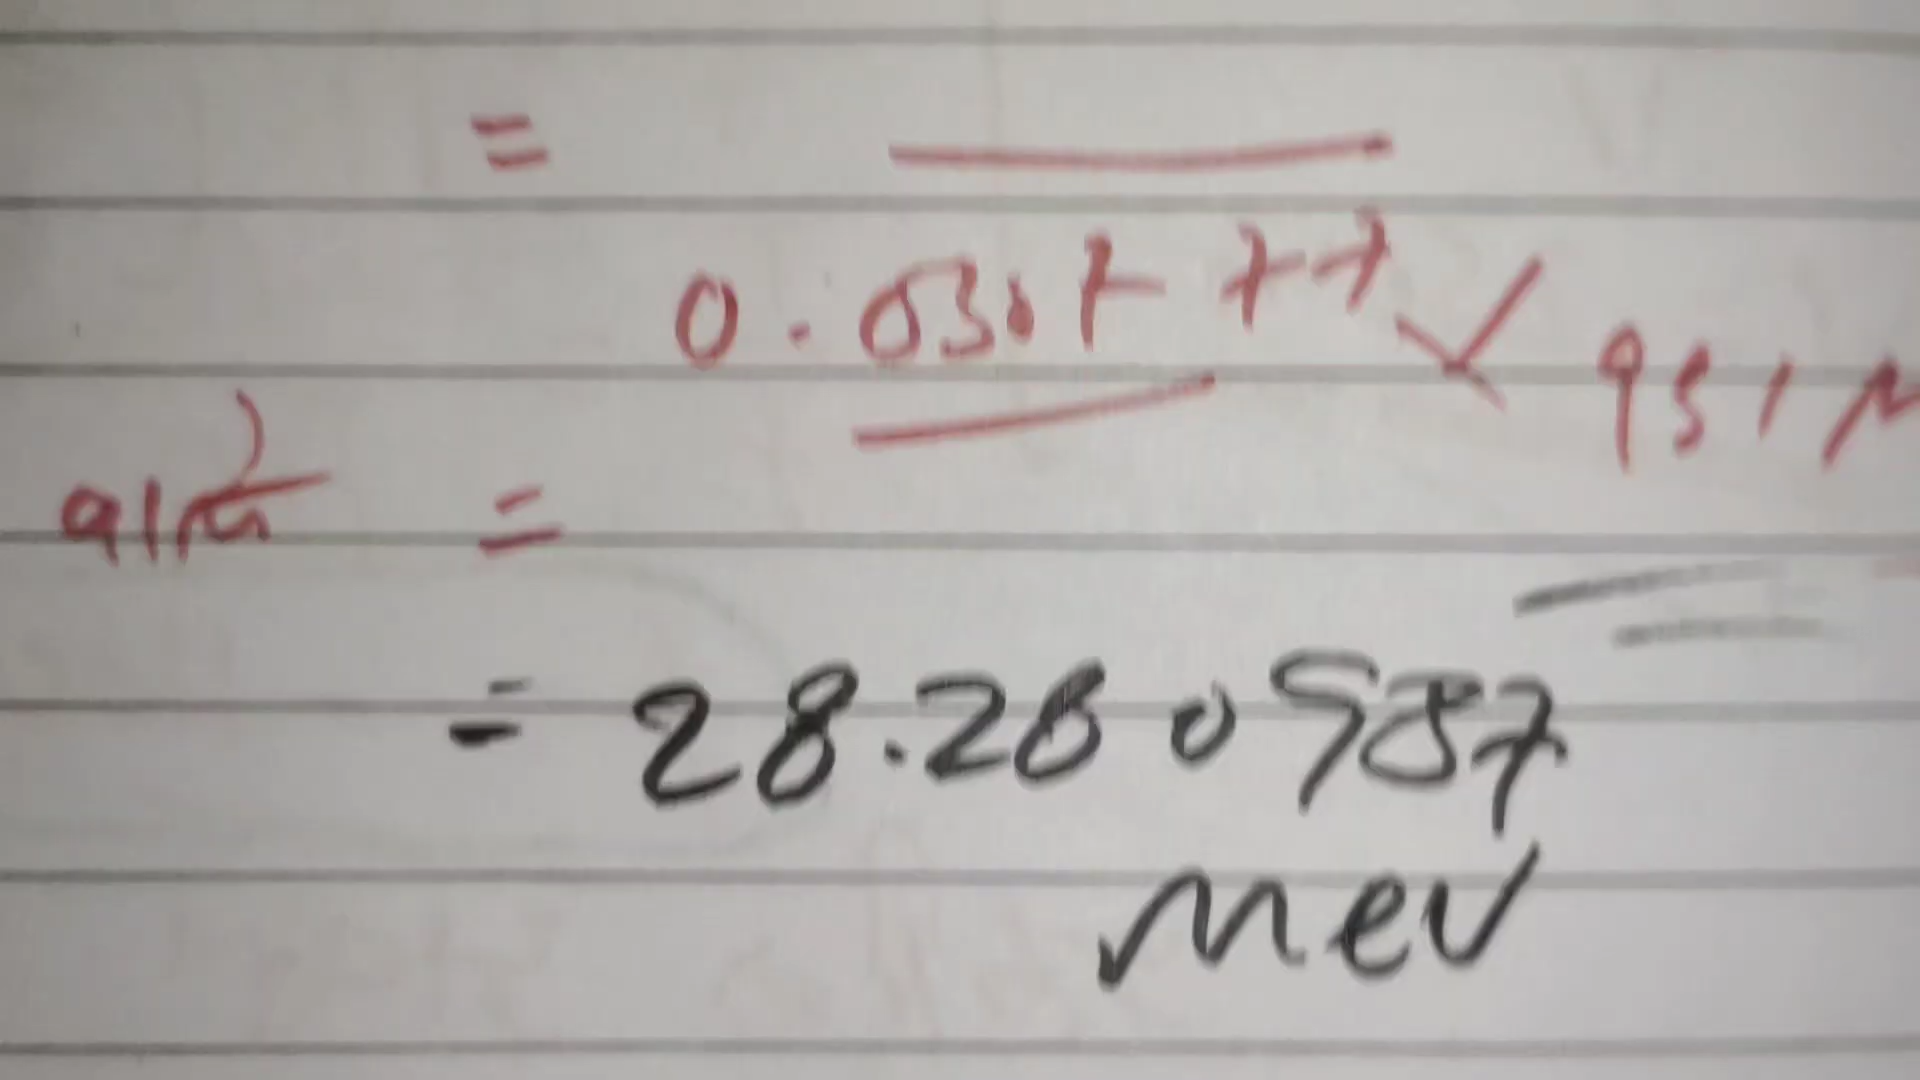 =
0.030377 × 931 M
=
= 28.280987
MeV